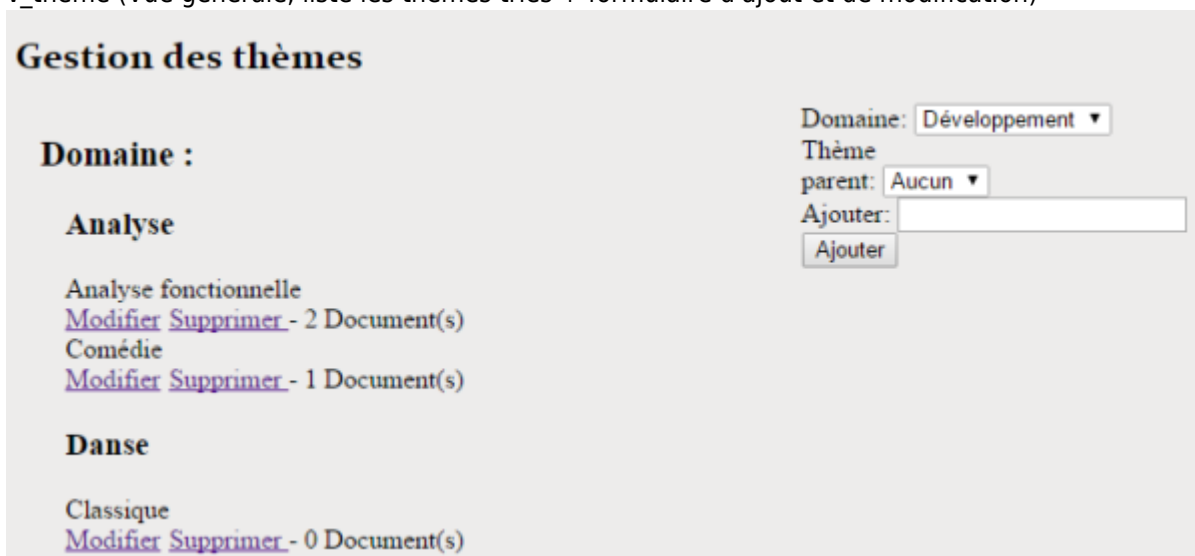 v_theme (Vue générale, liste les thèmes triés + formulaire d'ajout et de modification)
Gestion des thèmes
Domaine :
Analyse
Analyse fonctionnelle
Modifier Supprimer - 2 Document(s)
Comédie
Modifier Supprimer - 1 Document(s)
Danse
Classique
Modifier Supprimer - 0 Document(s)
Domaine: Développement
Thème
parent: Aucun
Ajouter:
Ajouter